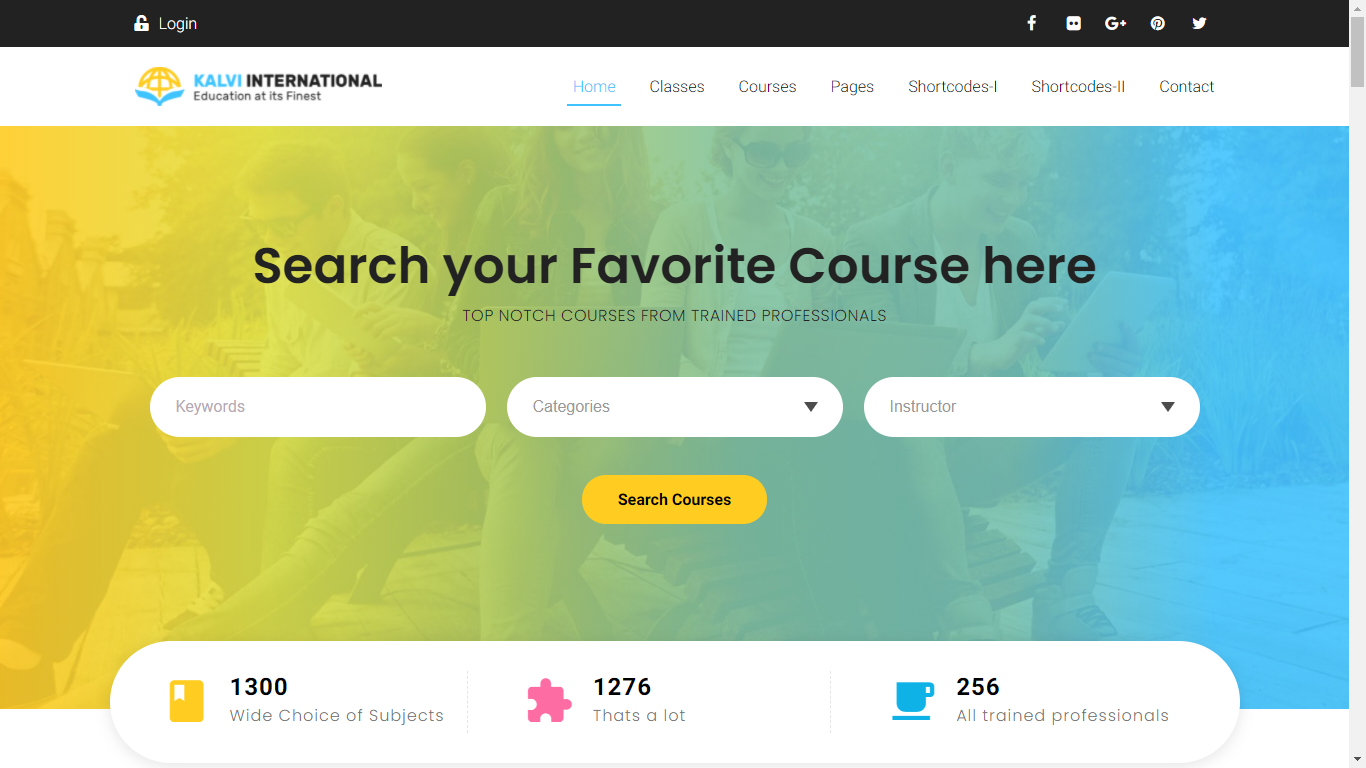 Login
KALVI INTERNATIONAL
Education at its Finest
Home Classes Courses Pages Shortcodes-I Shortcodes-II Contact
Search your Favorite Course here
TOP NOTCH COURSES FROM TRAINED PROFESSIONALS
Keywords Categories Instructor
Search Courses
1300
Wide Choice of Subjects
1276
Thats a lot
256
All trained professionals